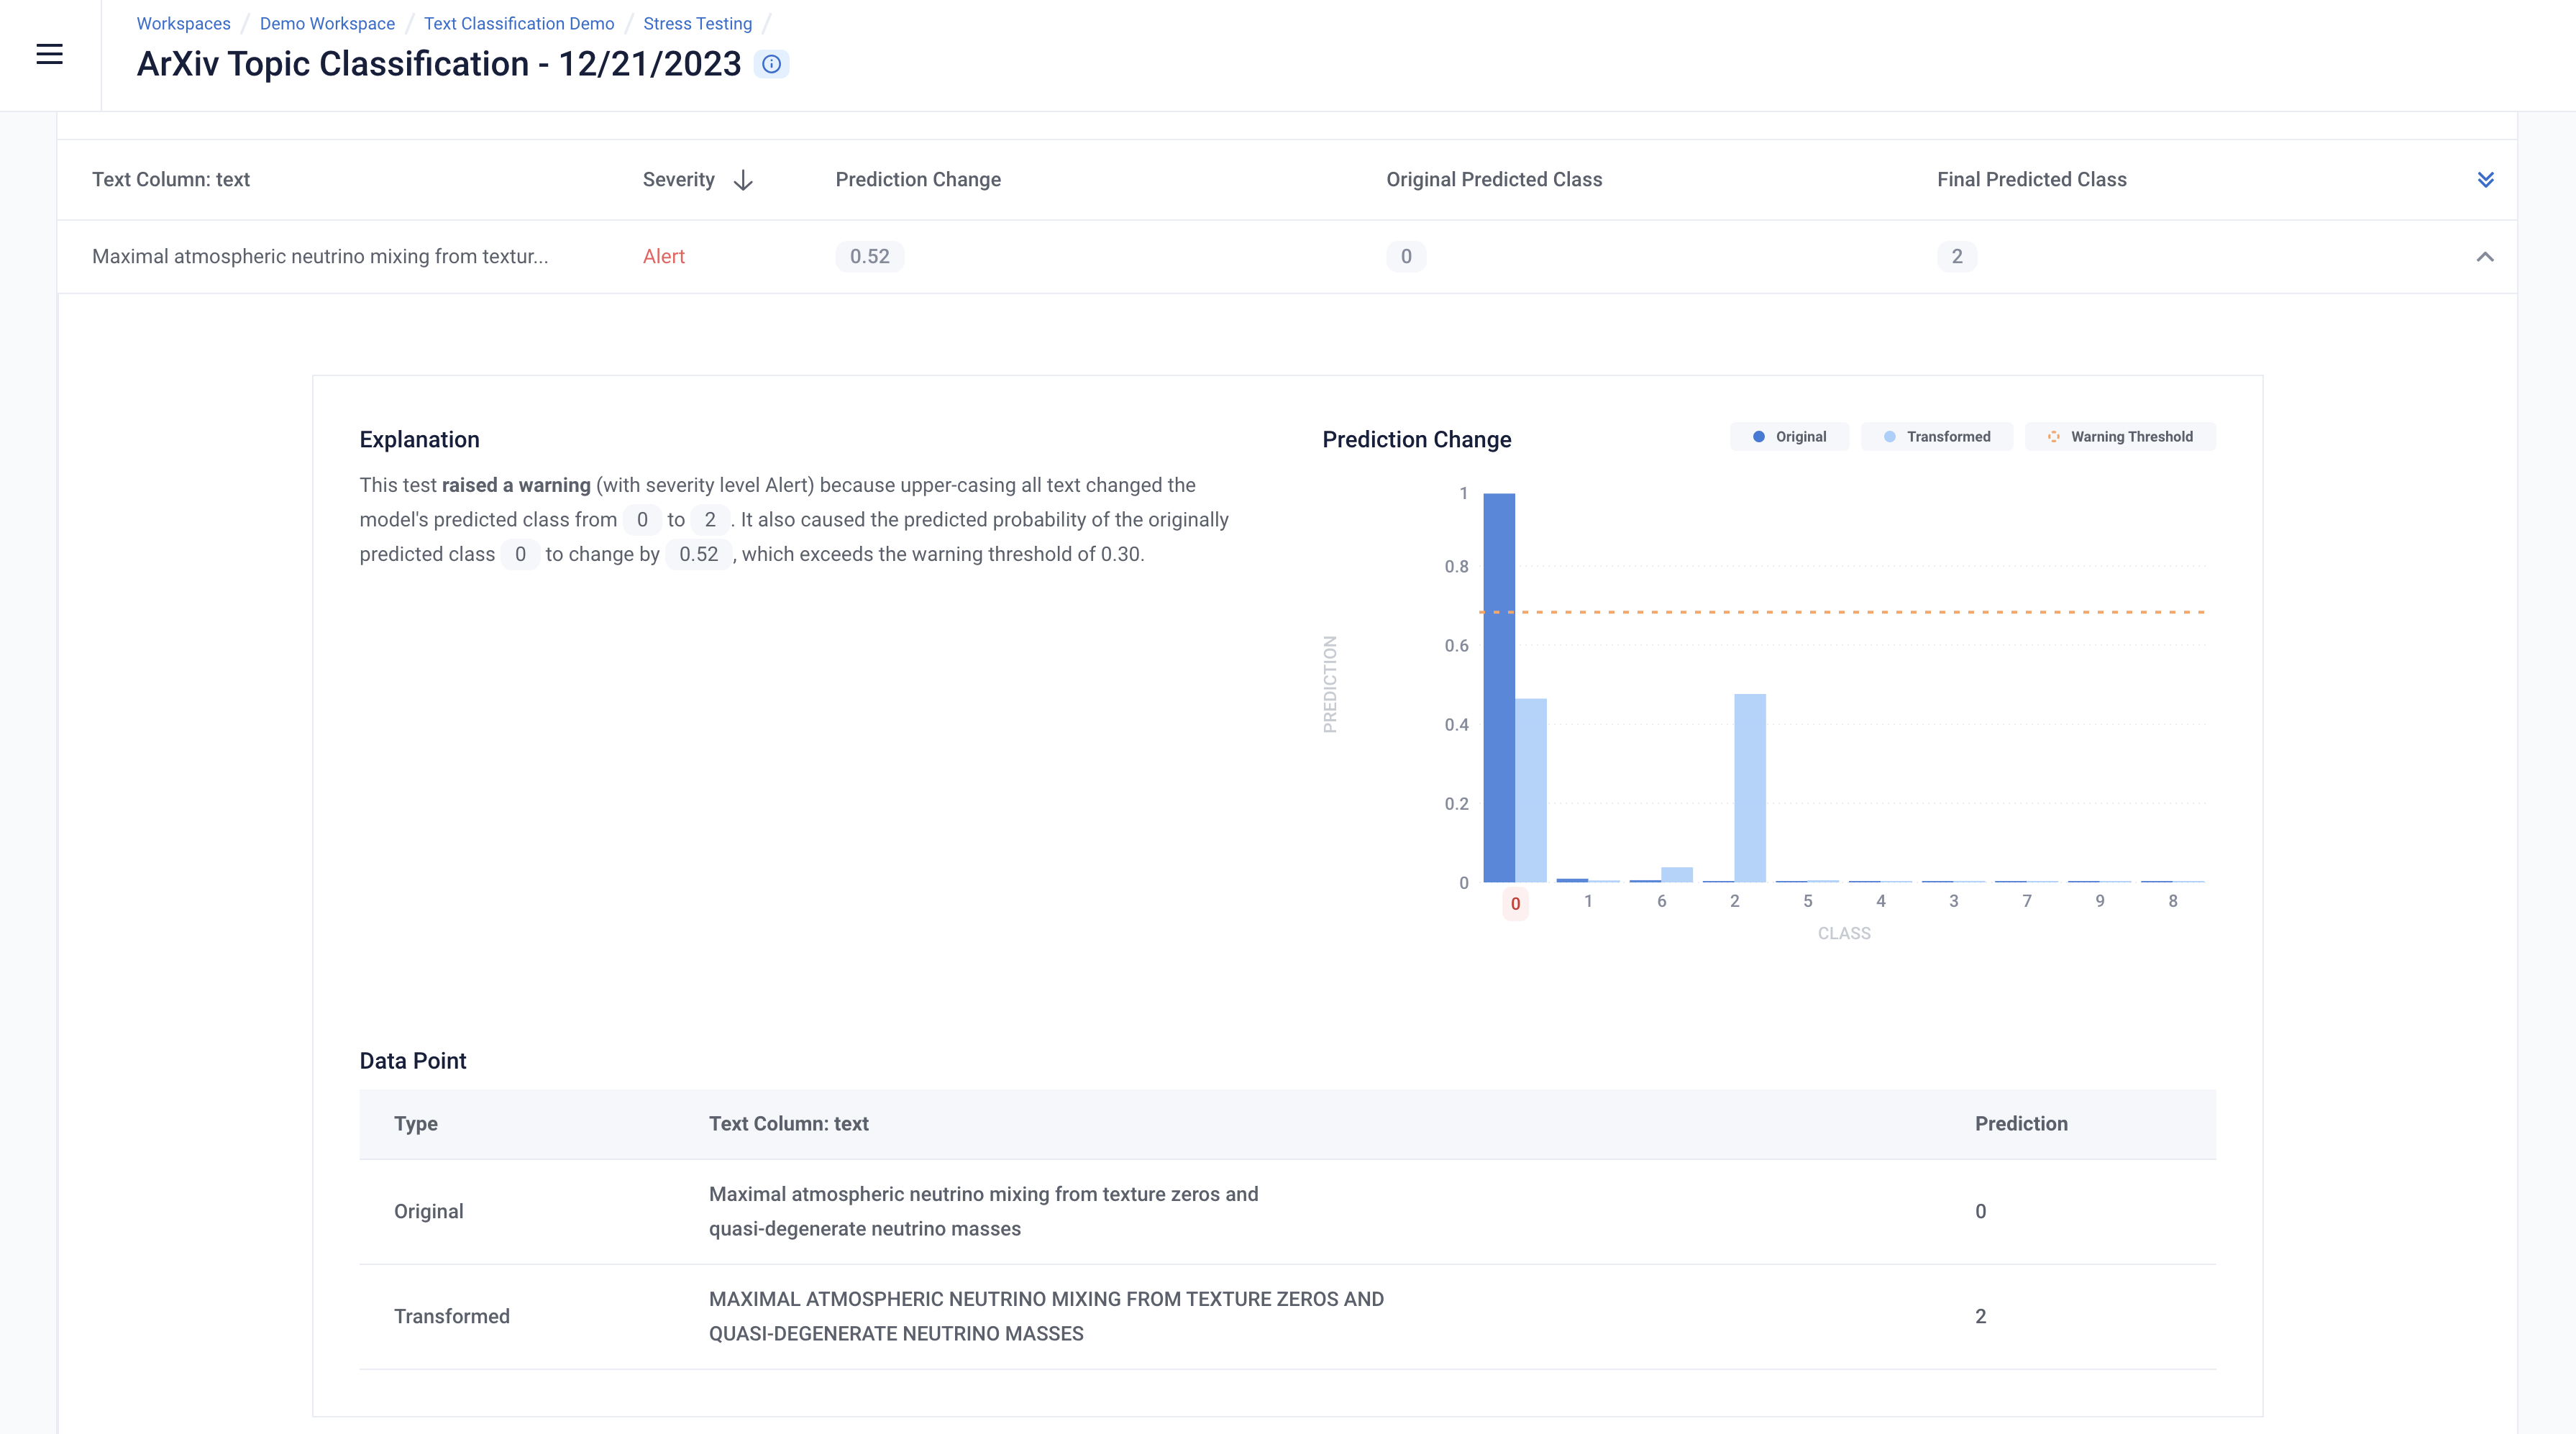 Workspaces / Demo Workspace / Text Classification Demo / Stress Testing /
ArXiv Topic Classification - 12/21/2023
Text Column: text Severity Prediction Change Original Predicted Class Final Predicted Class
Maximal atmospheric neutrino mixing from textur... Alert 0.52 0 2
Explanation
This test raised a warning (with severity level Alert) because upper-casing all text changed the
model's predicted class from 0 to 2 . It also caused the predicted probability of the originally
predicted class 0 to change by 0.52 , which exceeds the warning threshold of 0.30.
Prediction Change
Original Transformed Warning Threshold
1
0.8
0.6
0.4
0.2
0
PREDICTION
0 1 6 2 5 4 3 7 9 8
CLASS
Data Point
Type Text Column: text Prediction
Original
Maximal atmospheric neutrino mixing from texture zeros and
quasi-degenerate neutrino masses
0
Transformed
MAXIMAL ATMOSPHERIC NEUTRINO MIXING FROM TEXTURE ZEROS AND
QUASI-DEGENERATE NEUTRINO MASSES
2